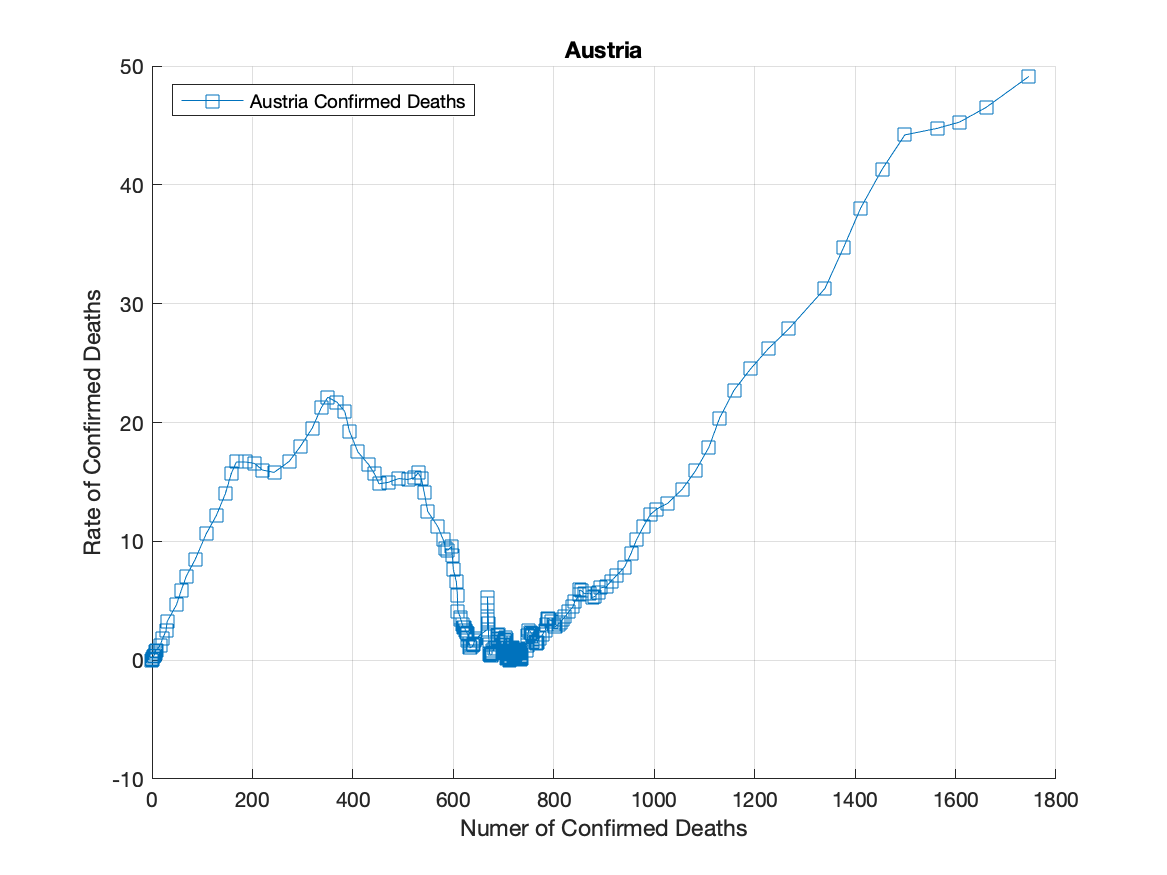 Austria
Austria Confirmed Deaths
50
40
30
20
10
0
-10
Rate of Confirmed Deaths
0 200 400 600 800 1000 1200 1400 1600 1800
Numer of Confirmed Deaths